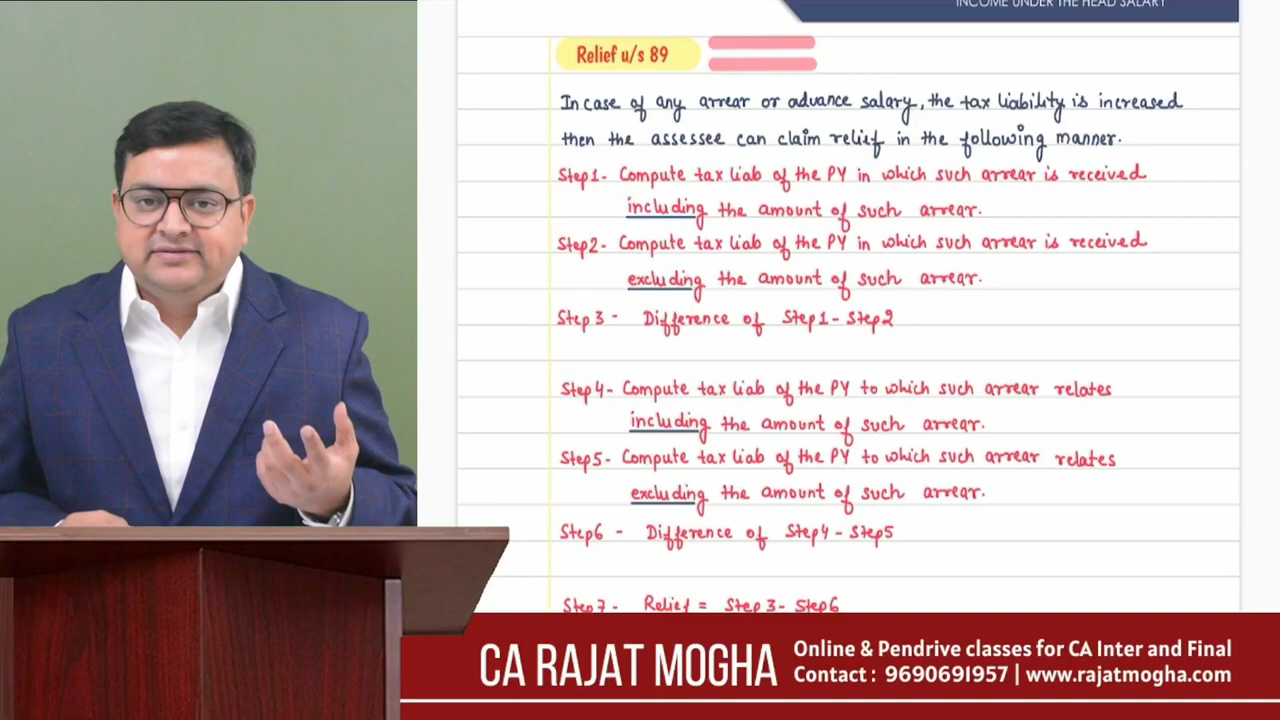 INCOME UNDER THE HEAD SALARY
Relief u/s 89
In case of any arrear or advance salary, the tax liability is increased
then the assessee can claim relief in the following manner.
Step1- Compute tax liab of the PY in which such arrear is received
including the amount of such arrear.
Step2- Compute tax liab of the PY in which such arrear is received
excluding the amount of such arrear.
Step 3 - Difference of Step1 - Step2
Step4- Compute tax liab of the PY to which such arrear relates
including the amount of such arrear.
Step5- Compute tax liab of the PY to which such arrear relates
excluding the amount of such arrear.
Step6 - Difference of Step4 - Step5
Step7 - Relief = Step3- Step6
CA RAJAT MOGHA
Online & Pendrive classes for CA Inter and Final
Contact : 9690691957 | www.rajatmogha.com